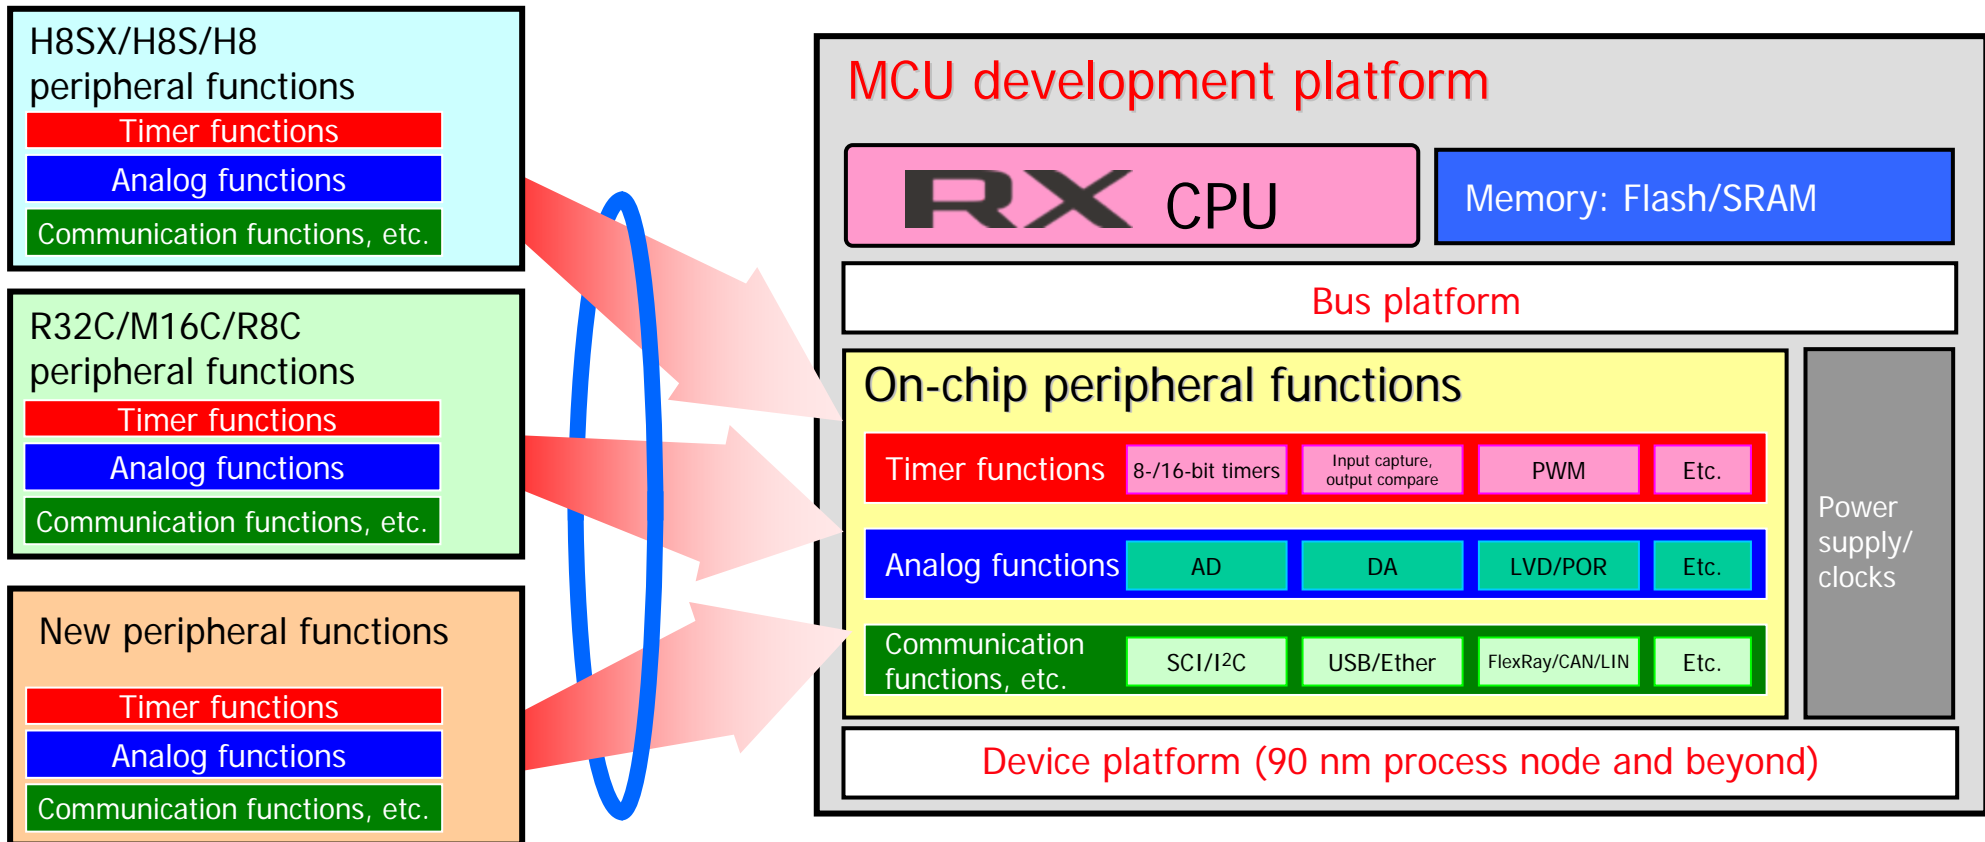 H8SX/H8S/H8
peripheral functions
Timer functions
Analog functions
Communication functions, etc.
R32C/M16C/R8C
peripheral functions
Timer functions
Analog functions
Communication functions, etc.
New peripheral functions
Timer functions
Analog functions
Communication functions, etc.
MCU development platform
RX CPU
Memory: Flash/SRAM
Bus platform
On-chip peripheral functions
Timer functions
8-/16-bit timers
Input capture,
output compare
PWM
Etc.
Analog functions
AD
DA
LVD/POR
Etc.
Communication
functions, etc.
SCI/I²C
USB/Ether
FlexRay/CAN/LIN
Etc.
Power
supply/
clocks
Device platform (90 nm process node and beyond)